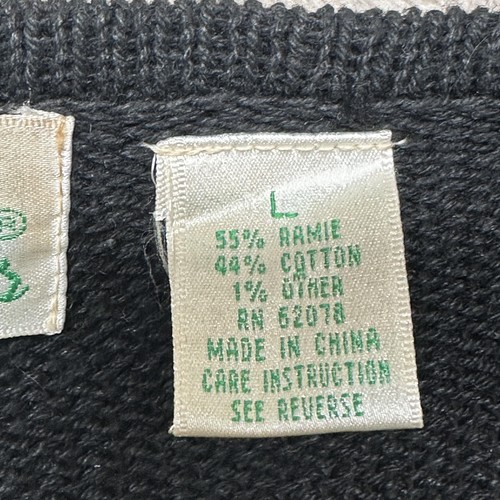 L
55% RAMIE
44% COTTON
1% OTHER
RN 62078
MADE IN CHINA
CARE INSTRUCTION
SEE REVERSE